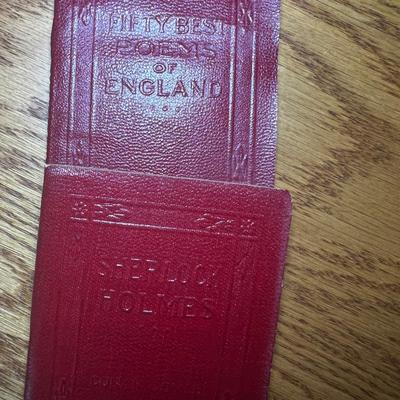 FIFTY BEST
POEMS
OF
ENGLAND
SHERLOCK
HOLMES